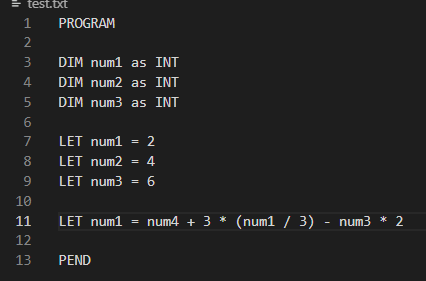 test.txt
1 PROGRAM
2
3 DIM num1 as INT
4 DIM num2 as INT
5 DIM num3 as INT
6
7 LET num1 = 2
8 LET num2 = 4
9 LET num3 = 6
10
11 LET num1 = num4 + 3 * (num1 / 3) - num3 * 2
12
13 PEND